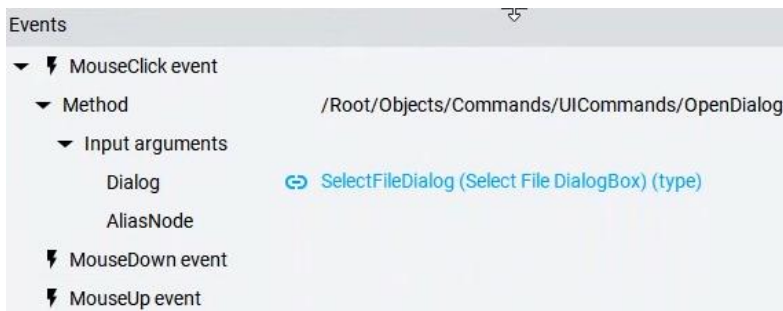 Events
MouseClick event
Method /Root/Objects/Commands/UICommands/OpenDialog
Input arguments
Dialog SelectFileDialog (Select File DialogBox) (type)
AliasNode
MouseDown event
MouseUp event